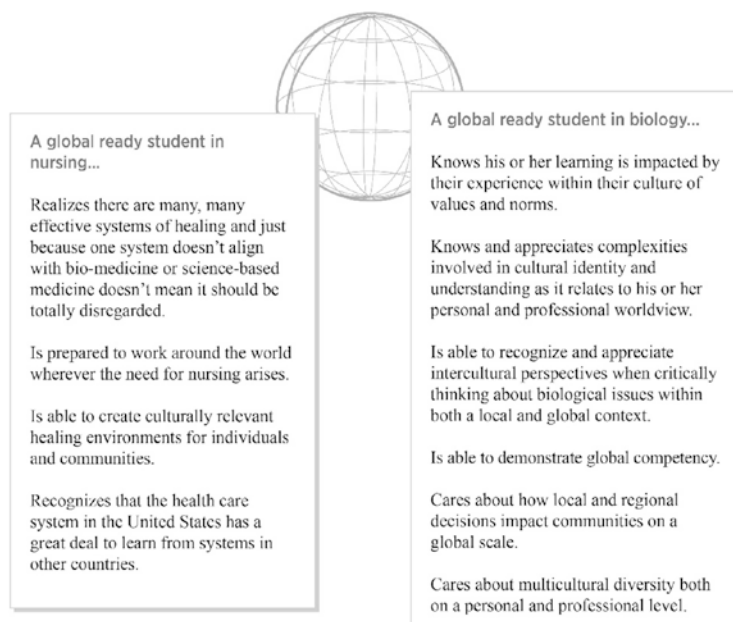 A global ready student in
nursing...
Realizes there are many, many
effective systems of healing and just
because one system doesn't align
with bio-medicine or science-based
medicine doesn't mean it should be
totally disregarded.
Is prepared to work around the world
wherever the need for nursing arises.
Is able to create culturally relevant
healing environments for individuals
and communities.
Recognizes that the health care
system in the United States has a
great deal to learn from systems in
other countries.
A global ready student in biology...
Knows his or her learning is impacted by
their experience within their culture of
values and norms.
Knows and appreciates complexities
involved in cultural identity and
understanding as it relates to his or her
personal and professional worldview.
Is able to recognize and appreciate
intercultural perspectives when critically
thinking about biological issues within
both a local and global context.
Is able to demonstrate global competency.
Cares about how local and regional
decisions impact communities on a
global scale.
Cares about multicultural diversity both
on a personal and professional level.